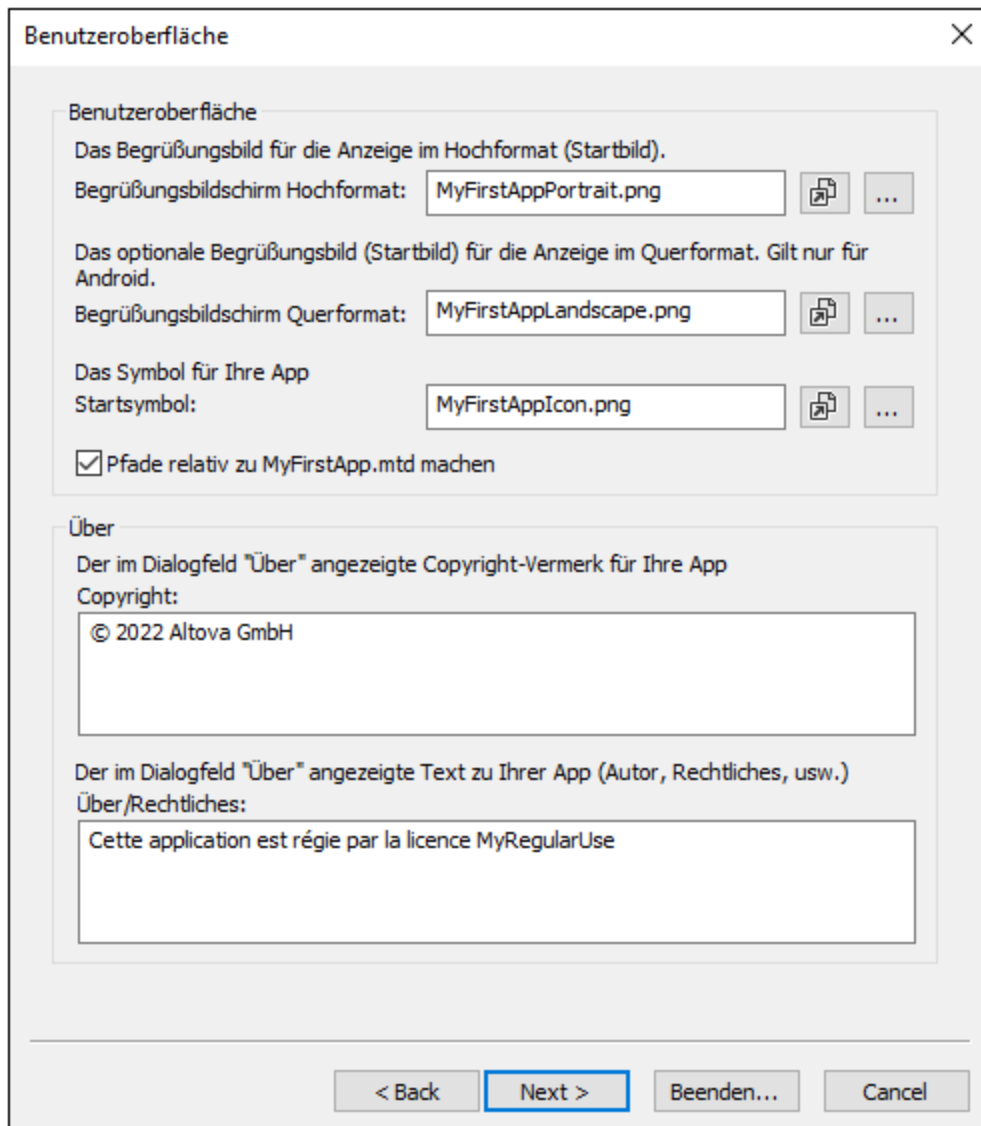 Benutzeroberfläche
Benutzeroberfläche
Das Begrüßungsbild für die Anzeige im Hochformat (Startbild).
Begrüßungsbildschirm Hochformat: MyFirstAppPortrait.png ...
Das optionale Begrüßungsbild (Startbild) für die Anzeige im Querformat. Gilt nur für
Android.
Begrüßungsbildschirm Querformat: MyFirstAppLandscape.png ...
Das Symbol für Ihre App
Startsymbol: MyFirstAppIcon.png ...
Pfade relativ zu MyFirstApp.mtd machen
Über
Der im Dialogfeld "Über" angezeigte Copyright-Vermerk für Ihre App
Copyright:
© 2022 Altova GmbH
Der im Dialogfeld "Über" angezeigte Text zu Ihrer App (Autor, Rechtliches, usw.)
Über/Rechtliches:
Cette application est régie par la licence MyRegularUse
< Back Next > Beenden... Cancel